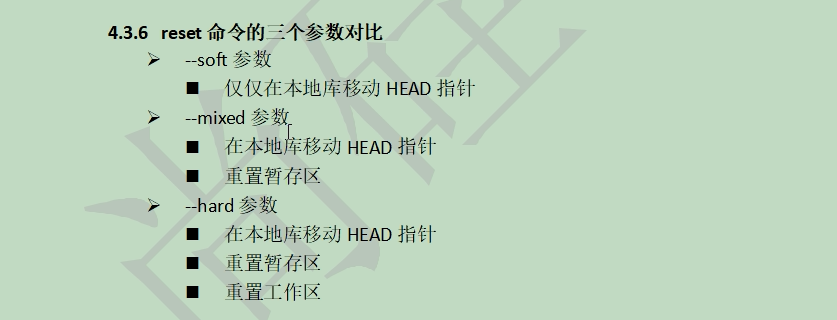 4.3.6 reset 命令的三个参数对比
➢ --soft 参数
■ 仅仅在本地库移动 HEAD 指针
➢ --mixed 参数
■ 在本地库移动 HEAD 指针
■ 重置暂存区
➢ --hard 参数
■ 在本地库移动 HEAD 指针
■ 重置暂存区
■ 重置工作区